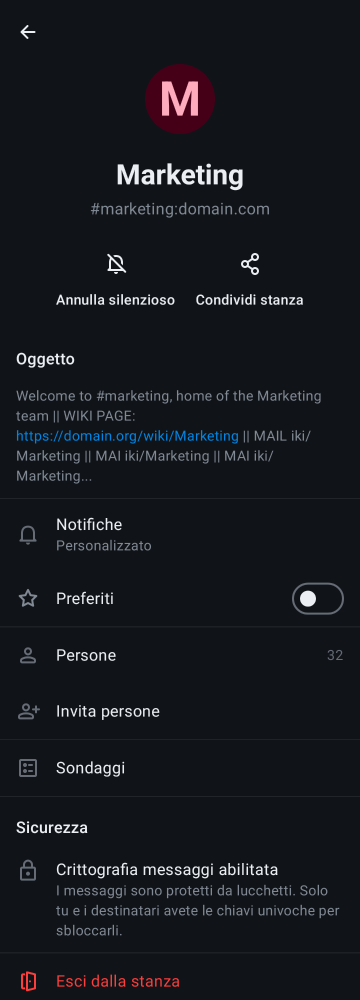 M
Marketing
#marketing:domain.com
Annulla silenzioso
Condividi stanza
Oggetto
Welcome to #marketing, home of the Marketing
team || WIKI PAGE:
https://domain.org/wiki/Marketing || MAIL iki/
Marketing || MAI iki/Marketing || MAI iki/
Marketing...
Notifiche
Personalizzato
Preferiti
Persone 32
Invita persone
Sondaggi
Sicurezza
Crittografia messaggi abilitata
I messaggi sono protetti da lucchetti. Solo
tu e i destinatari avete le chiavi univoche per
sbloccarli.
Esci dalla stanza